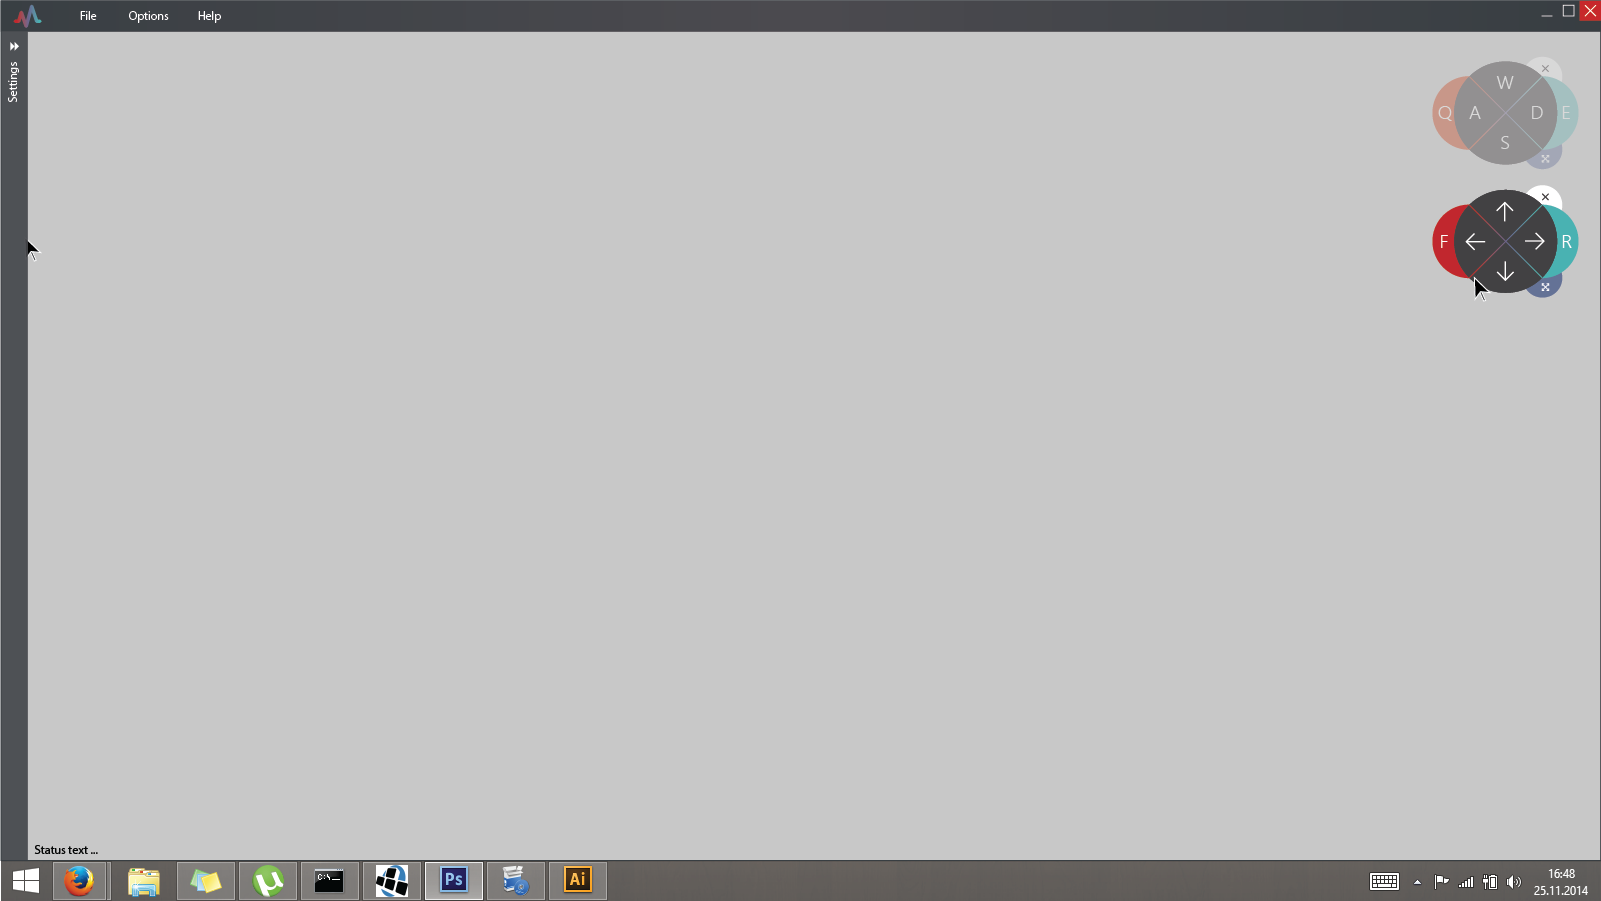 File Options Help
Settings
W
Q A D E
S
F R
Status text ...
C:\._
Ps Ai
16:48
25.11.2014